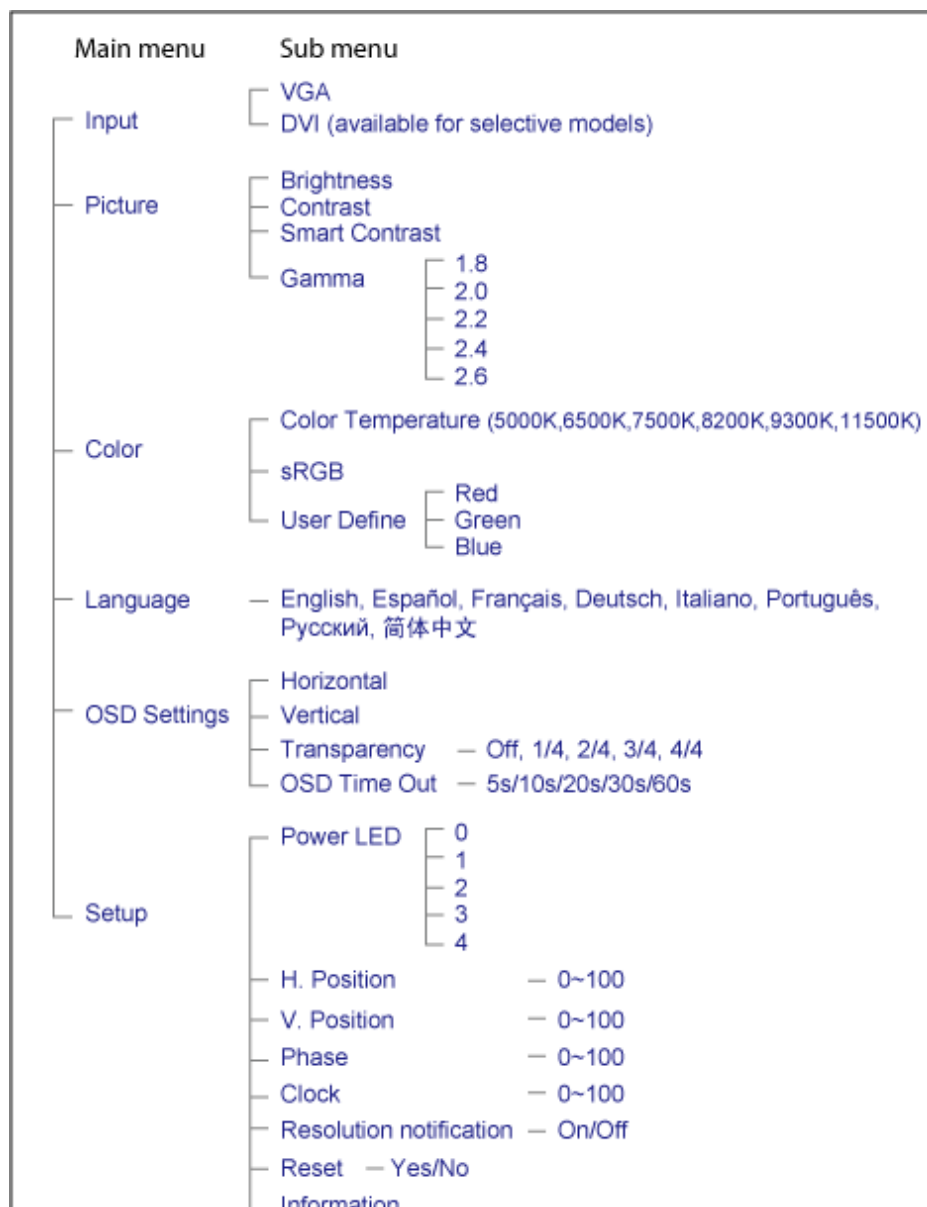 Main menu Sub menu
Input
VGA
DVI (available for selective models)
Picture
Brightness
Contrast
Smart Contrast
Gamma
1.8
2.0
2.2
2.4
2.6
Color
Color Temperature (5000K,6500K,7500K,8200K,9300K,11500K)
sRGB
User Define
Red
Green
Blue
Language
English, Español, Français, Deutsch, Italiano, Português,
Русский, 简体中文
OSD Settings
Horizontal
Vertical
Transparency — Off, 1/4, 2/4, 3/4, 4/4
OSD Time Out — 5s/10s/20s/30s/60s
Setup
Power LED
0
1
2
3
4
H. Position — 0~100
V. Position — 0~100
Phase — 0~100
Clock — 0~100
Resolution notification — On/Off
Reset — Yes/No
Information